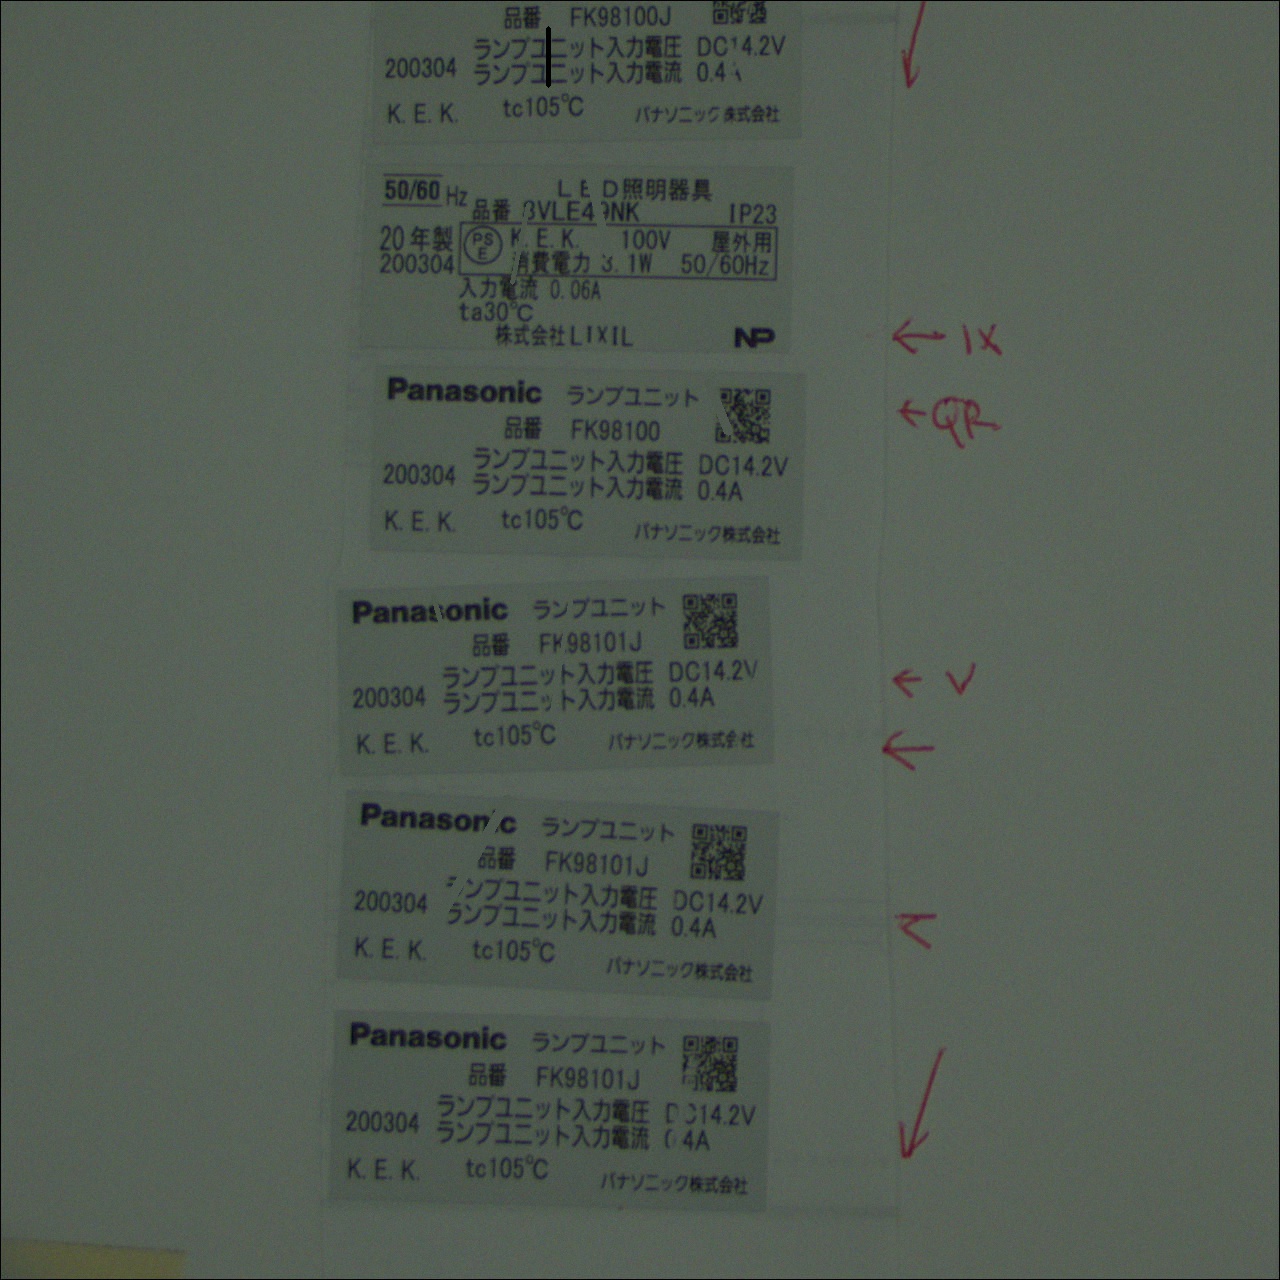 品番 FK98100J
ランプユニット入力電圧 DC14.2V
200304 ランプユニット入力電流 0.4A
K.E.K. tc105℃ パナソニック株式会社
50/60 Hz LED照明器具
品番 8VLE49NK IP23
20年製 PSE K.E.K. 100V 屋外用
200304 消費電力 8.1W 50/60Hz
入力電流 0.06A
ta30℃
株式会社LIXIL NP
← IX
Panasonic ランプユニット
← QR
品番 FK98100
ランプユニット入力電圧 DC14.2V
200304 ランプユニット入力電流 0.4A
K.E.K. tc105℃ パナソニック株式会社
Panasonic ランプユニット
品番 FK98101J
ランプユニット入力電圧 DC14.2V
← V
200304 ランプユニット入力電流 0.4A
K.E.K. tc105℃ パナソニック株式会社
Panasonic ランプユニット
品番 FK98101J
ランプユニット入力電圧 DC14.2V
200304 ランプユニット入力電流 0.4A
K.E.K. tc105℃ パナソニック株式会社
Panasonic ランプユニット
品番 FK98101J
ランプユニット入力電圧 DC14.2V
200304 ランプユニット入力電流 0.4A
K.E.K. tc105℃ パナソニック株式会社